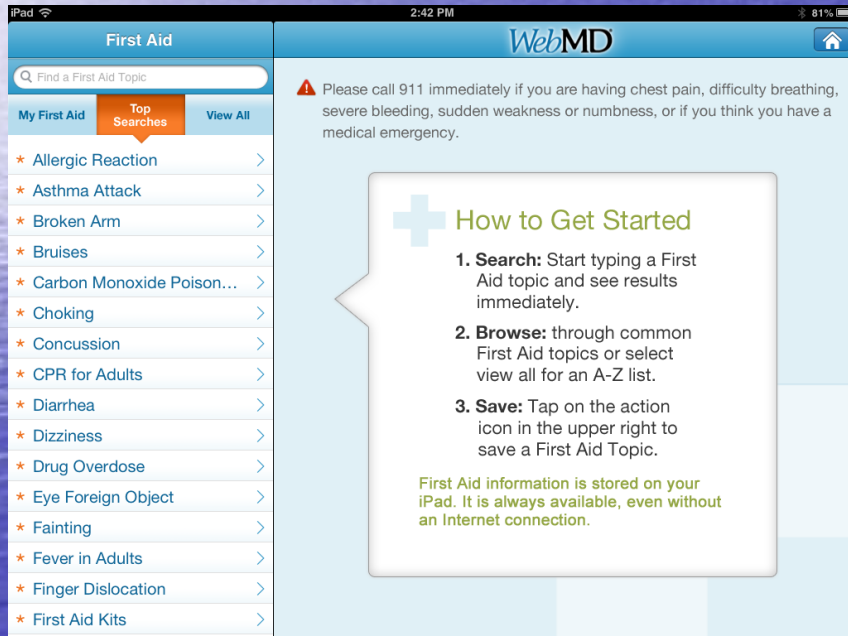 iPad
2:42 PM
81%
First Aid
WebMD
Find a First Aid Topic
My First Aid
Top
Searches
View All
Allergic Reaction
Asthma Attack
Broken Arm
Bruises
Carbon Monoxide Poison...
Choking
Concussion
CPR for Adults
Diarrhea
Dizziness
Drug Overdose
Eye Foreign Object
Fainting
Fever in Adults
Finger Dislocation
First Aid Kits
Please call 911 immediately if you are having chest pain, difficulty breathing,
severe bleeding, sudden weakness or numbness, or if you think you have a
medical emergency.
How to Get Started
1. Search: Start typing a First
Aid topic and see results
immediately.
2. Browse: through common
First Aid topics or select
view all for an A-Z list.
3. Save: Tap on the action
icon in the upper right to
save a First Aid Topic.
First Aid information is stored on your
iPad. It is always available, even without
an Internet connection.